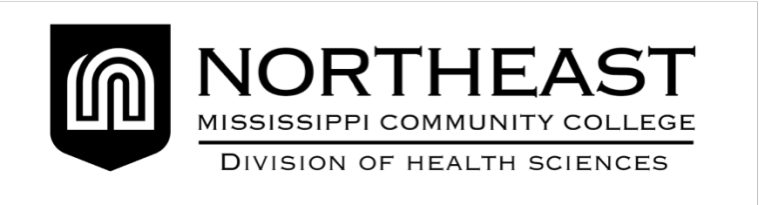 NORTHEAST
MISSISSIPPI COMMUNITY COLLEGE
DIVISION OF HEALTH SCIENCES